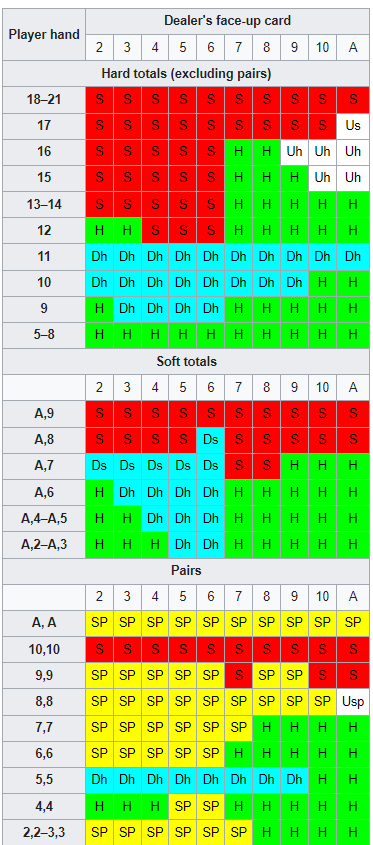 Player hand Dealer's face-up card
2 3 4 5 6 7 8 9 10 A
Hard totals (excluding pairs)
18–21 S S S S S S S S S S
17 S S S S S S S S S Us
16 S S S S S H H Uh Uh Uh
15 S S S S S H H H Uh Uh
13–14 S S S S S H H H H H
12 H H S S S H H H H H
11 Dh Dh Dh Dh Dh Dh Dh Dh Dh Dh
10 Dh Dh Dh Dh Dh Dh Dh Dh H H
9 H Dh Dh Dh Dh H H H H H
5–8 H H H H H H H H H H
Soft totals
2 3 4 5 6 7 8 9 10 A
A,9 S S S S S S S S S S
A,8 S S S S Ds S S S S S
A,7 Ds Ds Ds Ds Ds S S H H H
A,6 H Dh Dh Dh Dh H H H H H
A,4–A,5 H H Dh Dh Dh H H H H H
A,2–A,3 H H H Dh Dh H H H H H
Pairs
2 3 4 5 6 7 8 9 10 A
A, A SP SP SP SP SP SP SP SP SP SP
10,10 S S S S S S S S S S
9,9 SP SP SP SP SP S SP SP S S
8,8 SP SP SP SP SP SP SP SP SP Usp
7,7 SP SP SP SP SP SP H H H H
6,6 SP SP SP SP SP H H H H H
5,5 Dh Dh Dh Dh Dh Dh Dh Dh H H
4,4 H H H SP SP H H H H H
2,2–3,3 SP SP SP SP SP SP H H H H